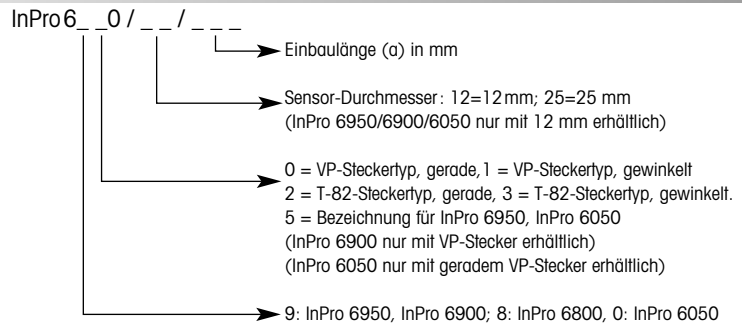 InPro 6_ _0 / _ _ / _ _ _
Einbaulänge (a) in mm
Sensor-Durchmesser: 12=12 mm; 25=25 mm
(InPro 6950/6900/6050 nur mit 12 mm erhältlich)
0 = VP-Steckertyp, gerade, 1 = VP-Steckertyp, gewinkelt
2 = T-82-Steckertyp, gerade, 3 = T-82-Steckertyp, gewinkelt.
5 = Bezeichnung für InPro 6950, InPro 6050
(InPro 6900 nur mit VP-Stecker erhältlich)
(InPro 6050 nur mit geradem VP-Stecker erhältlich)
9: InPro 6950, InPro 6900; 8: InPro 6800, 0: InPro 6050